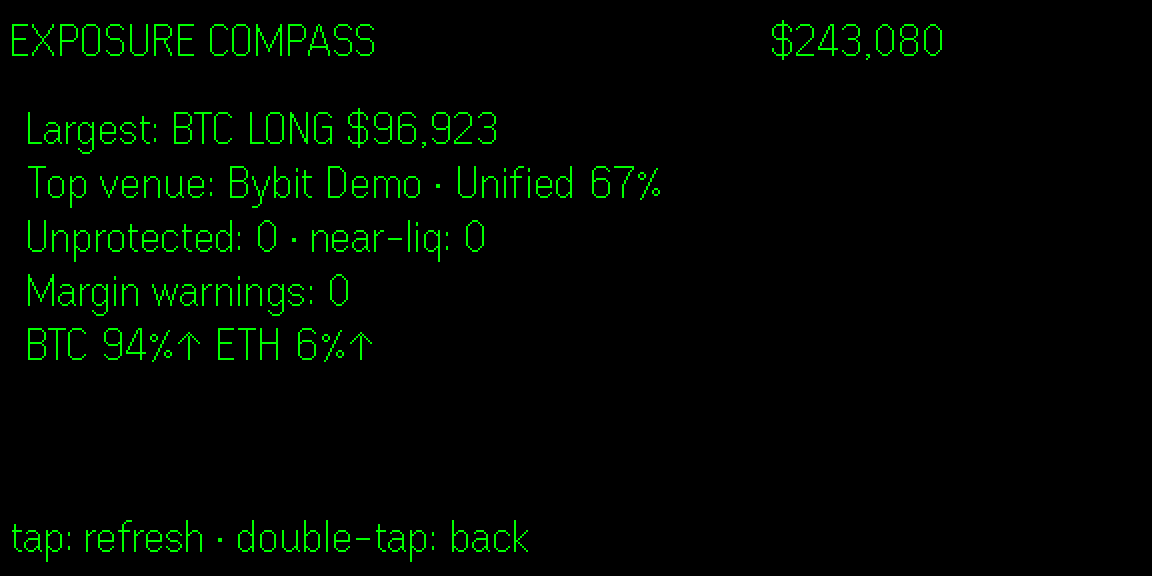 EXPOSURE COMPASS $243,080
Largest: BTC LONG $96,923
Top venue: Bybit Demo · Unified 67%
Unprotected: 0 · near-liq: 0
Margin warnings: 0
BTC 94%↑ ETH 6%↑
tap: refresh · double-tap: back